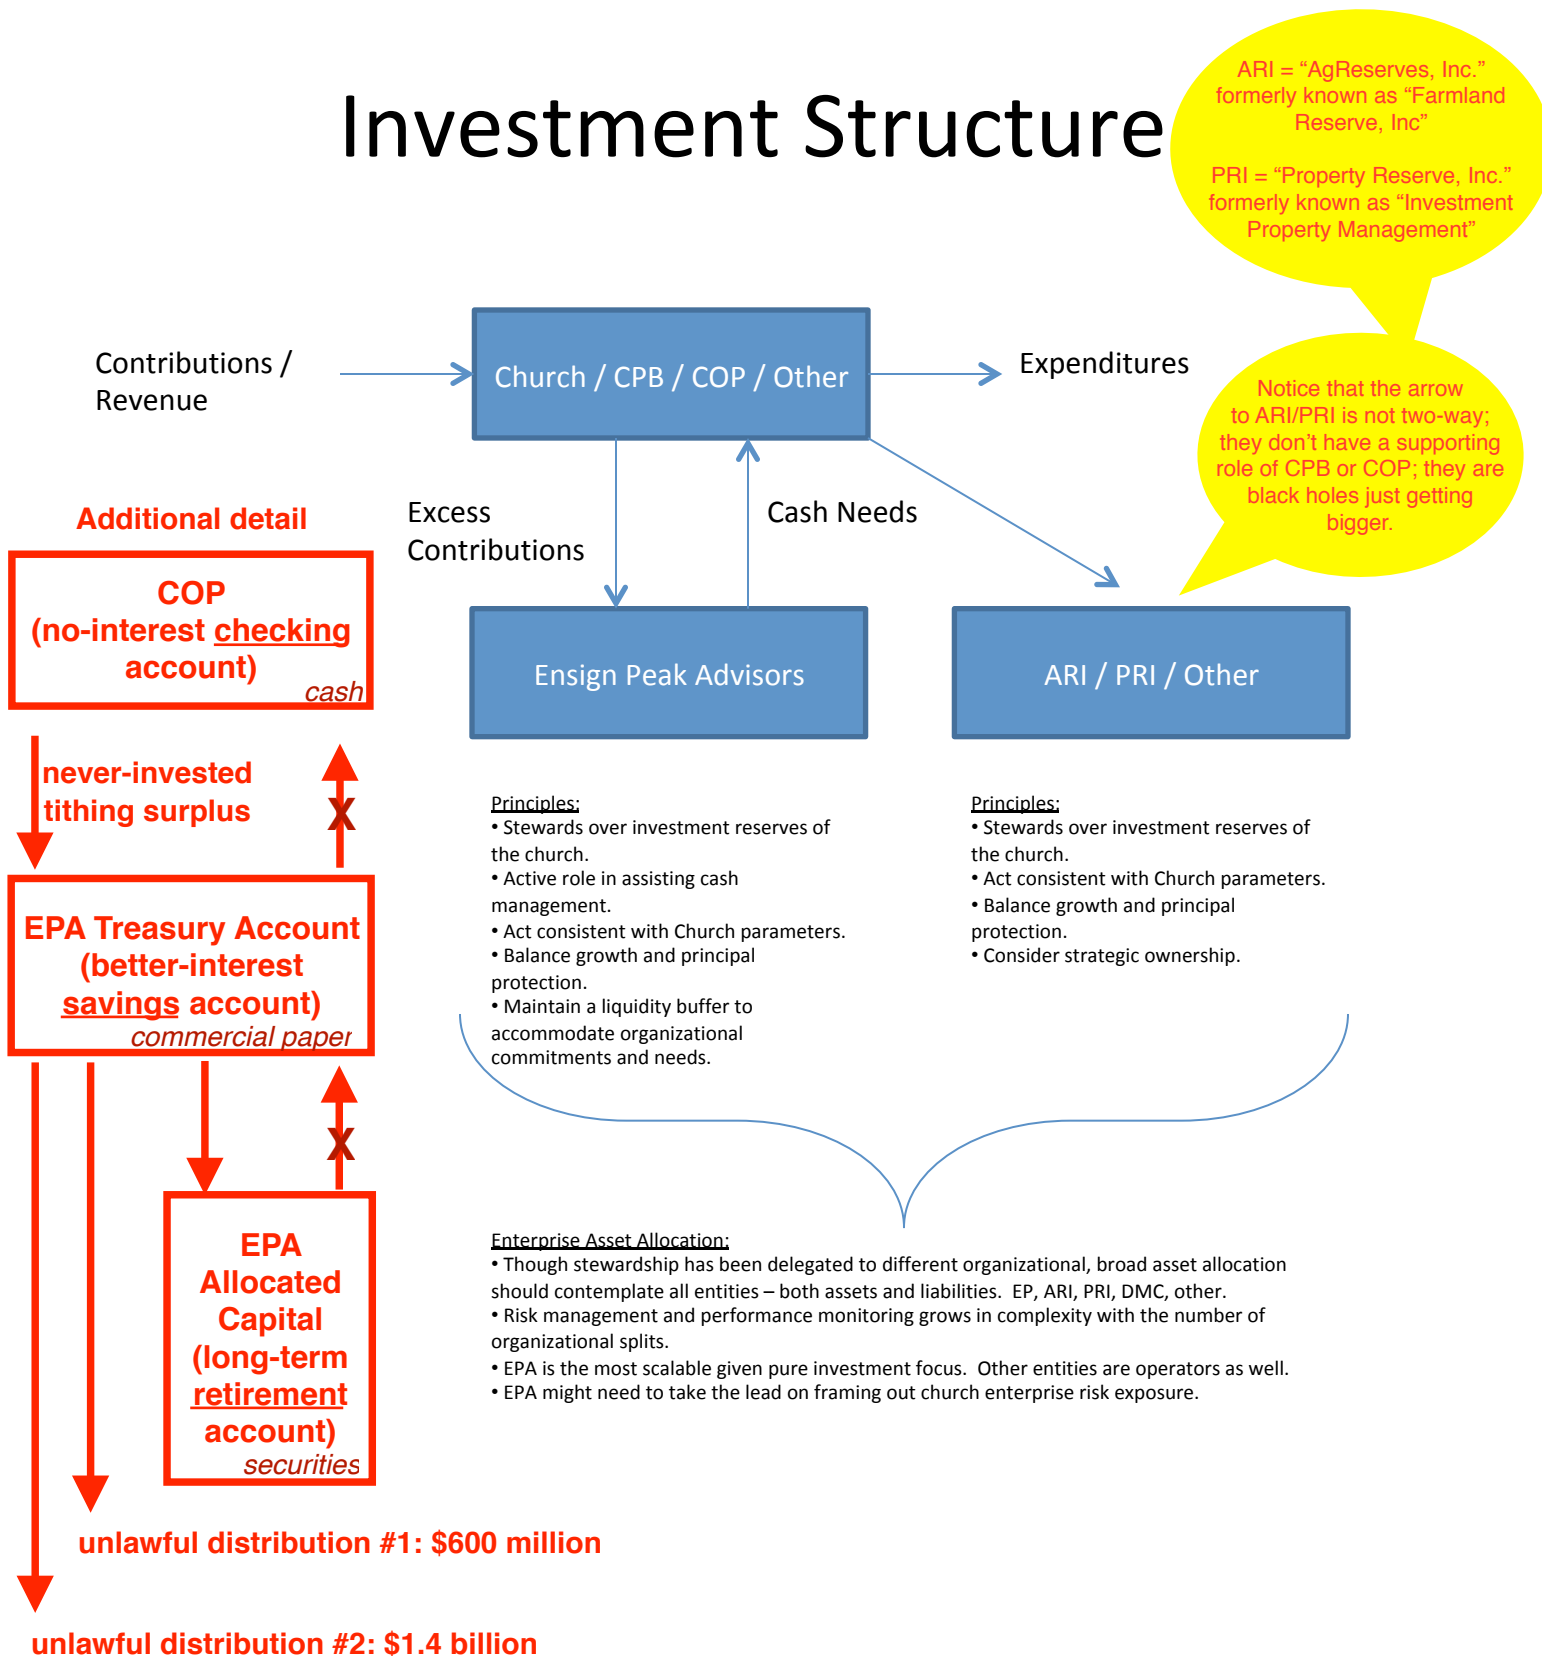 Investment Structure
ARI = “AgReserves, Inc.”
formerly known as “Farmland
Reserve, Inc”
PRI = “Property Reserve, Inc.”
formerly known as “Investment
Property Management”
Contributions /
Revenue
Church / CPB / COP / Other
Expenditures
Notice that the arrow
to ARI/PRI is not two-way;
they don’t have a supporting
role of CPB or COP; they are
black holes just getting
bigger.
Excess
Contributions
Cash Needs
Ensign Peak Advisors
ARI / PRI / Other
Additional detail
COP
(no-interest checking
account)
cash
never-invested
tithing surplus
X
EPA Treasury Account
(better-interest
savings account)
commercial paper
X
EPA
Allocated
Capital
(long-term
retirement
account)
securities
unlawful distribution #1: $600 million
unlawful distribution #2: $1.4 billion
Principles:
• Stewards over investment reserves of
the church.
• Active role in assisting cash
management.
• Act consistent with Church parameters.
• Balance growth and principal
protection.
• Maintain a liquidity buffer to
accommodate organizational
commitments and needs.
Principles:
• Stewards over investment reserves of
the church.
• Act consistent with Church parameters.
• Balance growth and principal
protection.
• Consider strategic ownership.
Enterprise Asset Allocation:
• Though stewardship has been delegated to different organizational, broad asset allocation
should contemplate all entities – both assets and liabilities.  EP, ARI, PRI, DMC, other.
• Risk management and performance monitoring grows in complexity with the number of
organizational splits.
• EPA is the most scalable given pure investment focus.  Other entities are operators as well.
• EPA might need to take the lead on framing out church enterprise risk exposure.